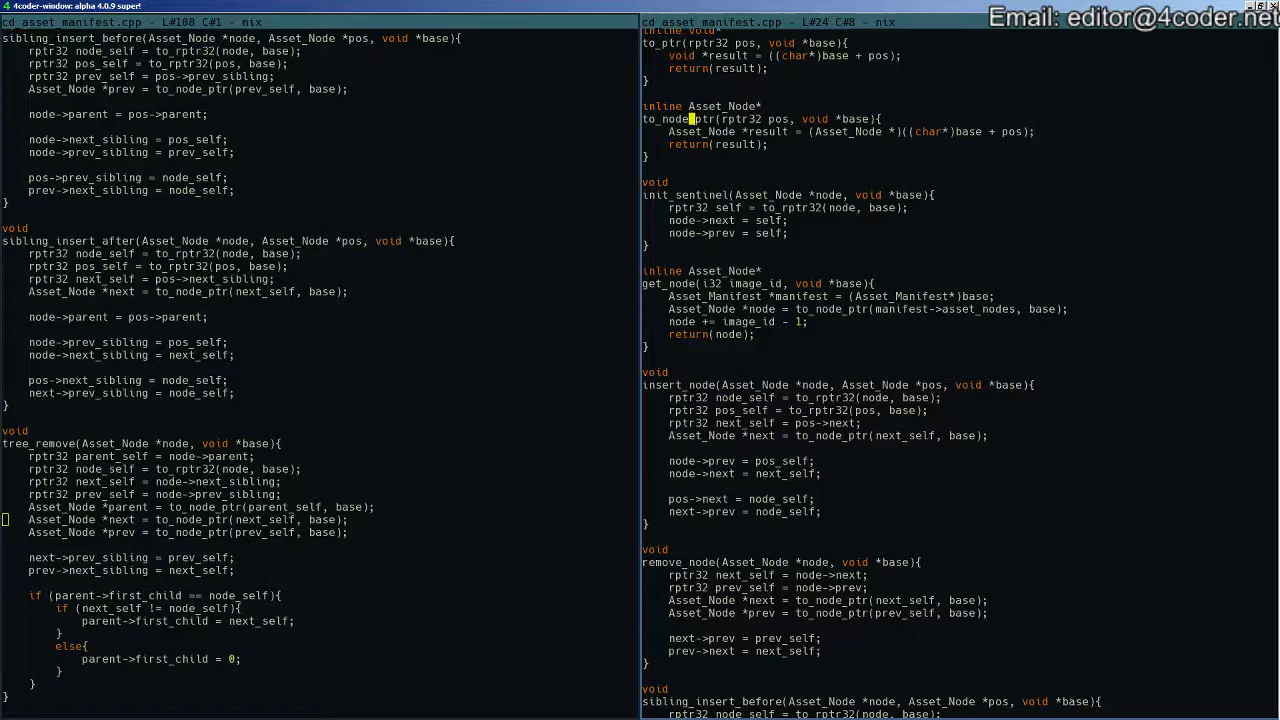 4coder-window: alpha 4.0.9 super!
Email: editor@4coder.net
cd_asset_manifest.cpp - L#108 C#1 - nix
sibling_insert_before(Asset_Node *node, Asset_Node *pos, void *base){
rptr32 node_self = to_rptr32(node, base);
rptr32 pos_self = to_rptr32(pos, base);
rptr32 prev_self = pos->prev_sibling;
Asset_Node *prev = to_node_ptr(prev_self, base);
node->parent = pos->parent;
node->next_sibling = pos_self;
node->prev_sibling = prev_self;
pos->prev_sibling = node_self;
prev->next_sibling = node_self;
}
void
sibling_insert_after(Asset_Node *node, Asset_Node *pos, void *base){
rptr32 node_self = to_rptr32(node, base);
rptr32 pos_self = to_rptr32(pos, base);
rptr32 next_self = pos->next_sibling;
Asset_Node *next = to_node_ptr(next_self, base);
node->parent = pos->parent;
node->prev_sibling = pos_self;
node->next_sibling = next_self;
pos->next_sibling = node_self;
next->prev_sibling = node_self;
}
void
tree_remove(Asset_Node *node, void *base){
rptr32 parent_self = node->parent;
rptr32 node_self = to_rptr32(node, base);
rptr32 next_self = node->next_sibling;
rptr32 prev_self = node->prev_sibling;
Asset_Node *parent = to_node_ptr(parent_self, base);
Asset_Node *next = to_node_ptr(next_self, base);
Asset_Node *prev = to_node_ptr(prev_self, base);
next->prev_sibling = prev_self;
prev->next_sibling = next_self;
if (parent->first_child == node_self){
if (next_self != node_self){
parent->first_child = next_self;
}
else{
parent->first_child = 0;
}
}
}
cd_asset_manifest.cpp - L#24 C#8 - nix
inline void*
to_ptr(rptr32 pos, void *base){
void *result = ((char*)base + pos);
return(result);
}
inline Asset_Node*
to_node_ptr(rptr32 pos, void *base){
Asset_Node *result = (Asset_Node *)((char*)base + pos);
return(result);
}
void
init_sentinel(Asset_Node *node, void *base){
rptr32 self = to_rptr32(node, base);
node->next = self;
node->prev = self;
}
inline Asset_Node*
get_node(i32 image_id, void *base){
Asset_Manifest *manifest = (Asset_Manifest*)base;
Asset_Node *node = to_node_ptr(manifest->asset_nodes, base);
node += image_id - 1;
return(node);
}
void
insert_node(Asset_Node *node, Asset_Node *pos, void *base){
rptr32 node_self = to_rptr32(node, base);
rptr32 pos_self = to_rptr32(pos, base);
rptr32 next_self = pos->next;
Asset_Node *next = to_node_ptr(next_self, base);
node->prev = pos_self;
node->next = next_self;
pos->next = node_self;
next->prev = node_self;
}
void
remove_node(Asset_Node *node, void *base){
rptr32 next_self = node->next;
rptr32 prev_self = node->prev;
Asset_Node *next = to_node_ptr(next_self, base);
Asset_Node *prev = to_node_ptr(prev_self, base);
next->prev = prev_self;
prev->next = next_self;
}
void
sibling_insert_before(Asset_Node *node, Asset_Node *pos, void *base){
rptr32 node_self = to_rptr32(node, base);